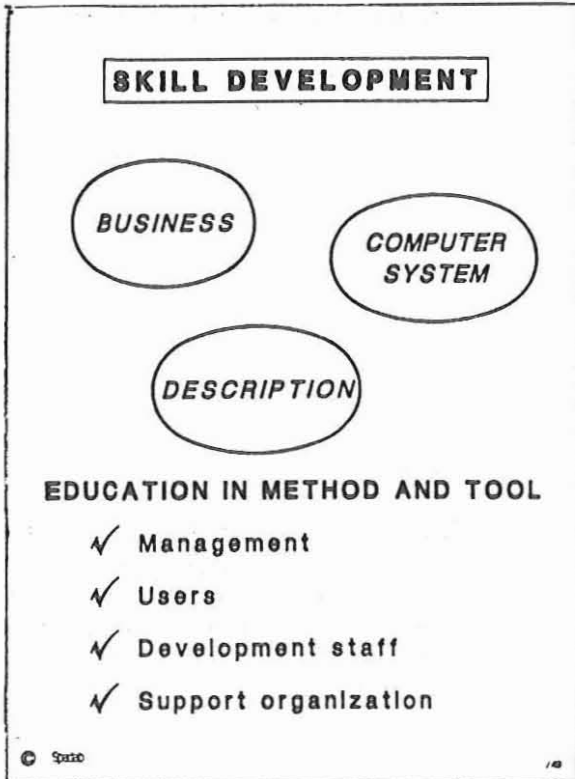 SKILL DEVELOPMENT
BUSINESS
COMPUTER
SYSTEM
DESCRIPTION
EDUCATION IN METHOD AND TOOL
Management
Users
Development staff
Support organization
©